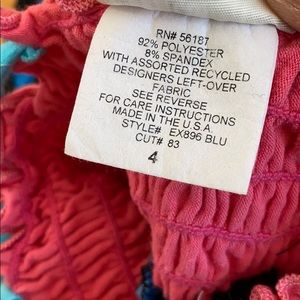 RN# 56187
92% POLYESTER
8% SPANDEX
WITH ASSORTED RECYCLED
DESIGNERS LEFT-OVER
FABRIC
SEE REVERSE
FOR CARE INSTRUCTIONS
MADE IN THE U.S.A.
STYLE# EX896 BLU
CUT# 83
4